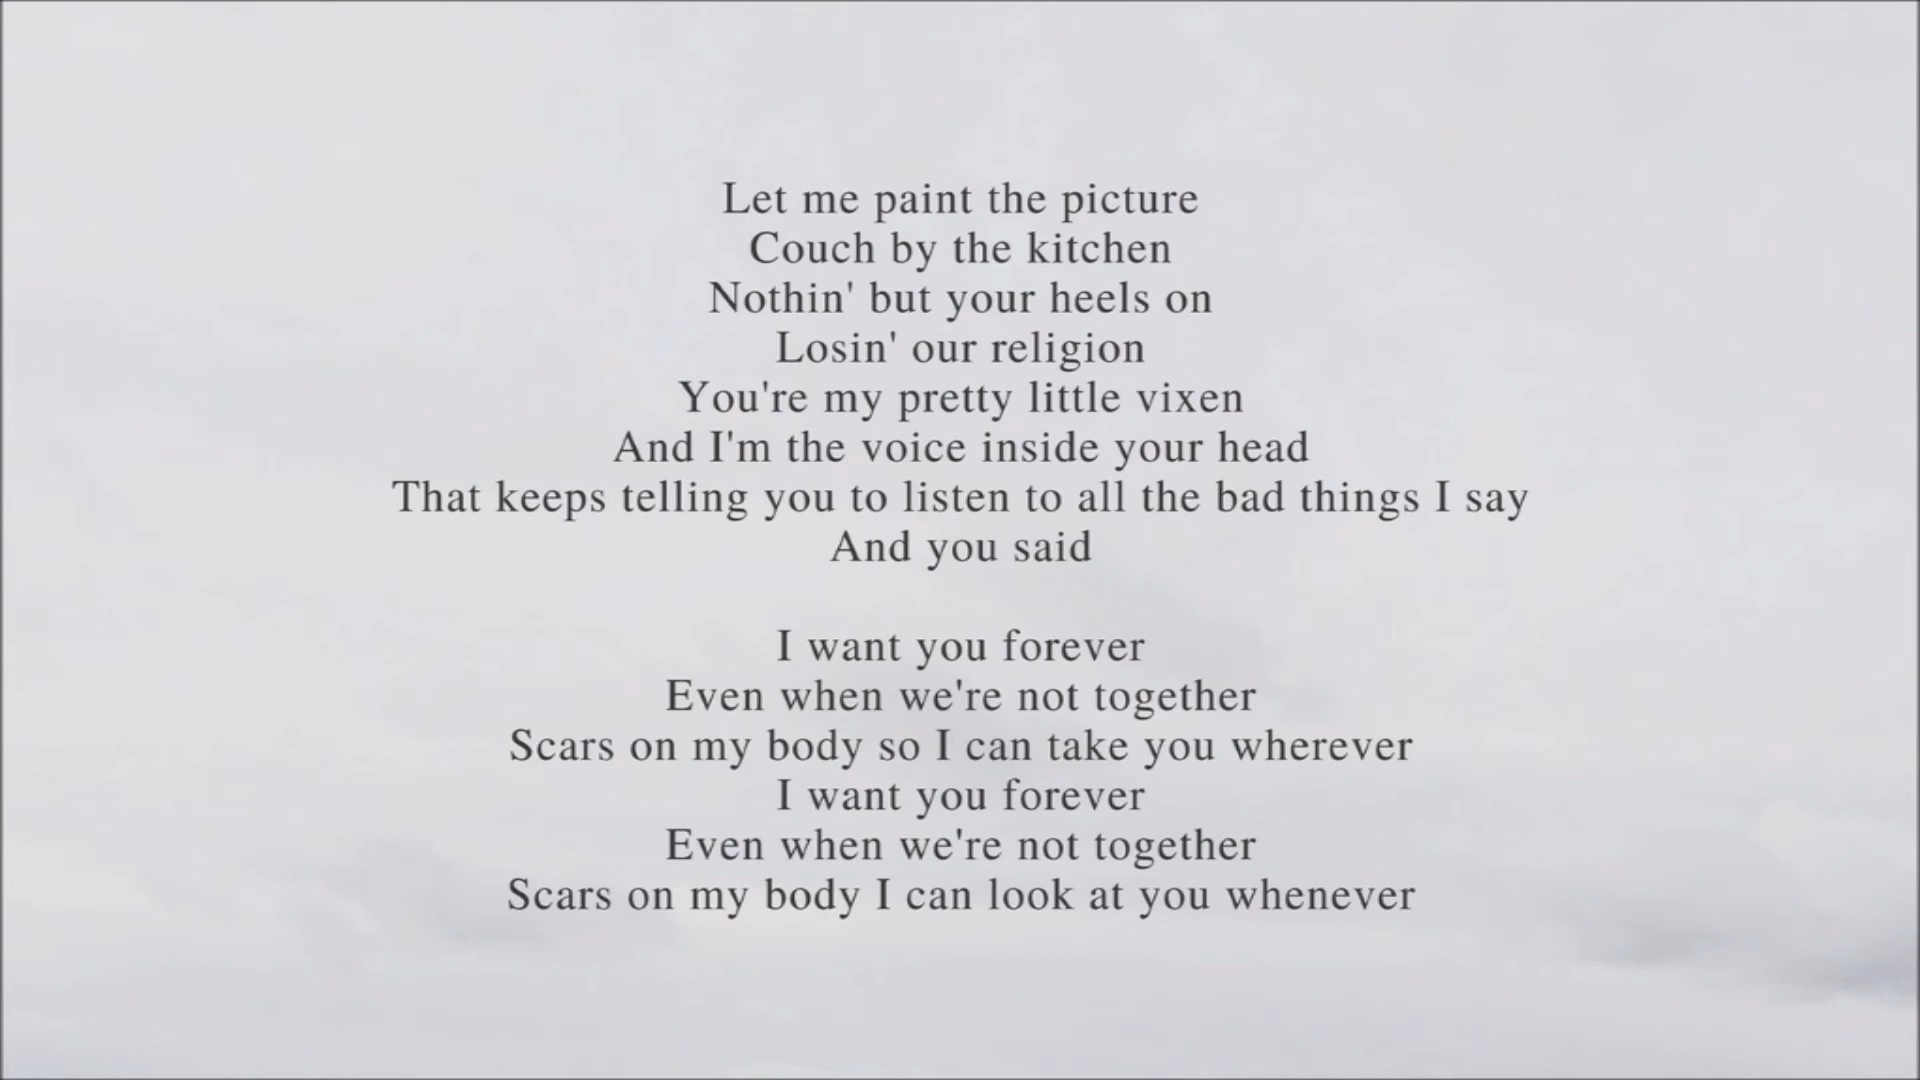 Let me paint the picture
Couch by the kitchen
Nothin' but your heels on
Losin' our religion
You're my pretty little vixen
And I'm the voice inside your head
That keeps telling you to listen to all the bad things I say
And you said

I want you forever
Even when we're not together
Scars on my body so I can take you wherever
I want you forever
Even when we're not together
Scars on my body I can look at you whenever